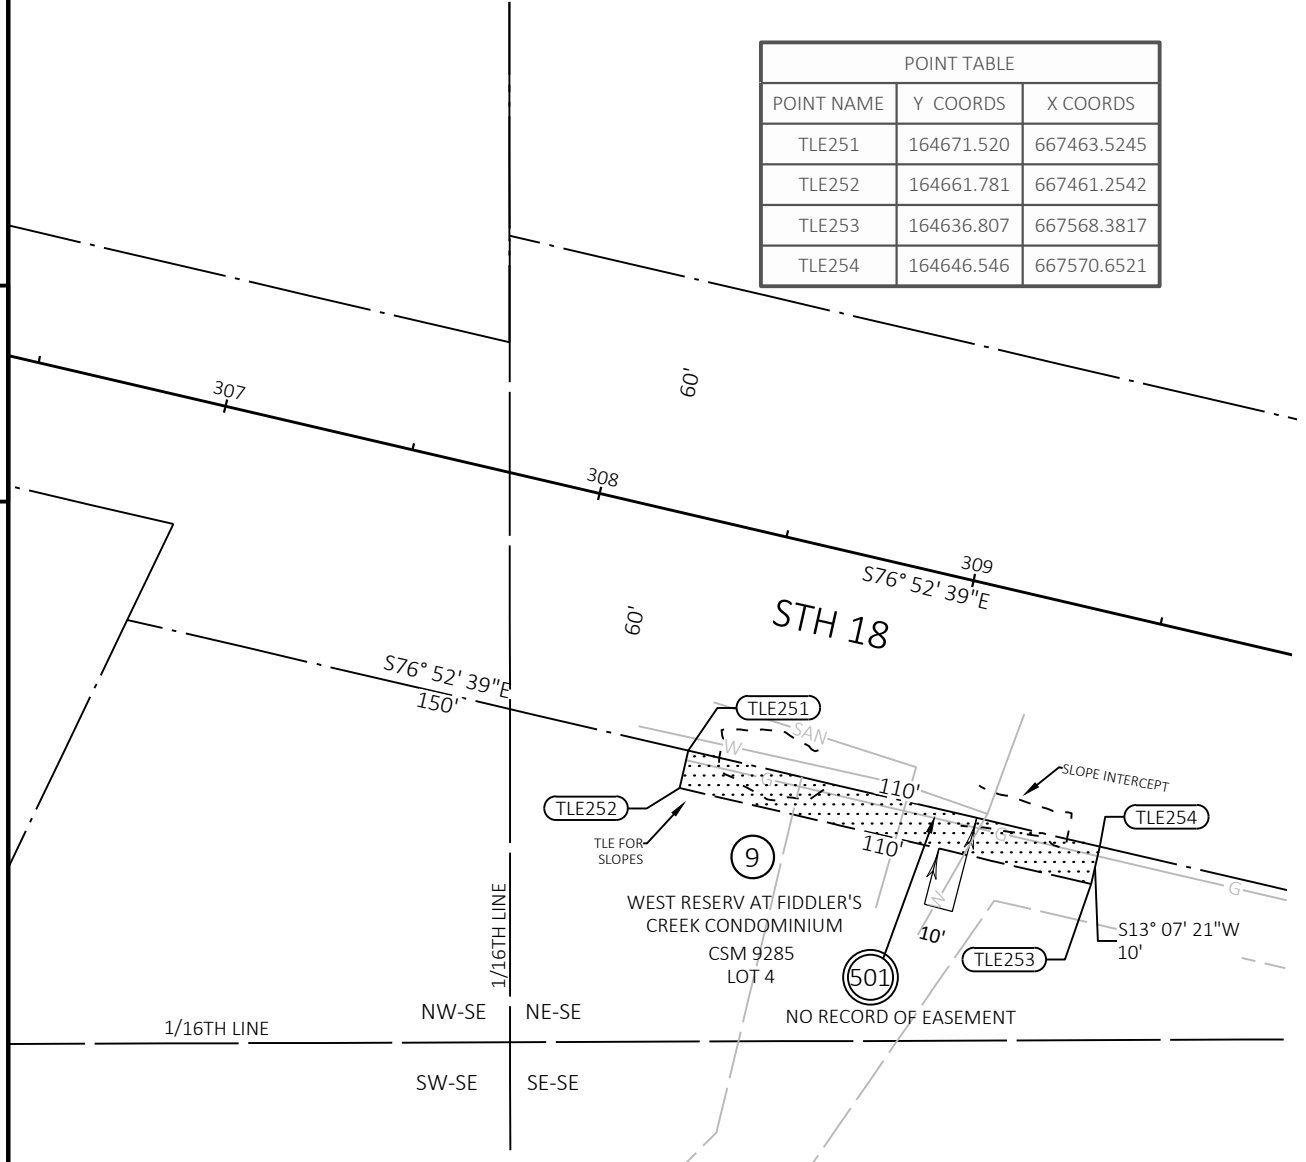 POINT TABLE
POINT NAME Y COORDS X COORDS
TLE251 164671.520 667463.5245
TLE252 164661.781 667461.2542
TLE253 164636.807 667568.3817
TLE254 164646.546 667570.6521
60'
307
308
309
S76° 52' 39"E
STH 18
60'
S76° 52' 39"E
150'
TLE251
SAN
W
G
110'
SLOPE INTERCEPT
TLE252
TLE254
TLE FOR
SLOPES
110'
G
9
G
W
WEST RESERV AT FIDDLER'S
CREEK CONDOMINIUM
CSM 9285
LOT 4
10'
S13° 07' 21"W
10'
TLE253
501
NO RECORD OF EASEMENT
1/16TH LINE
NW-SE NE-SE
1/16TH LINE
SW-SE SE-SE